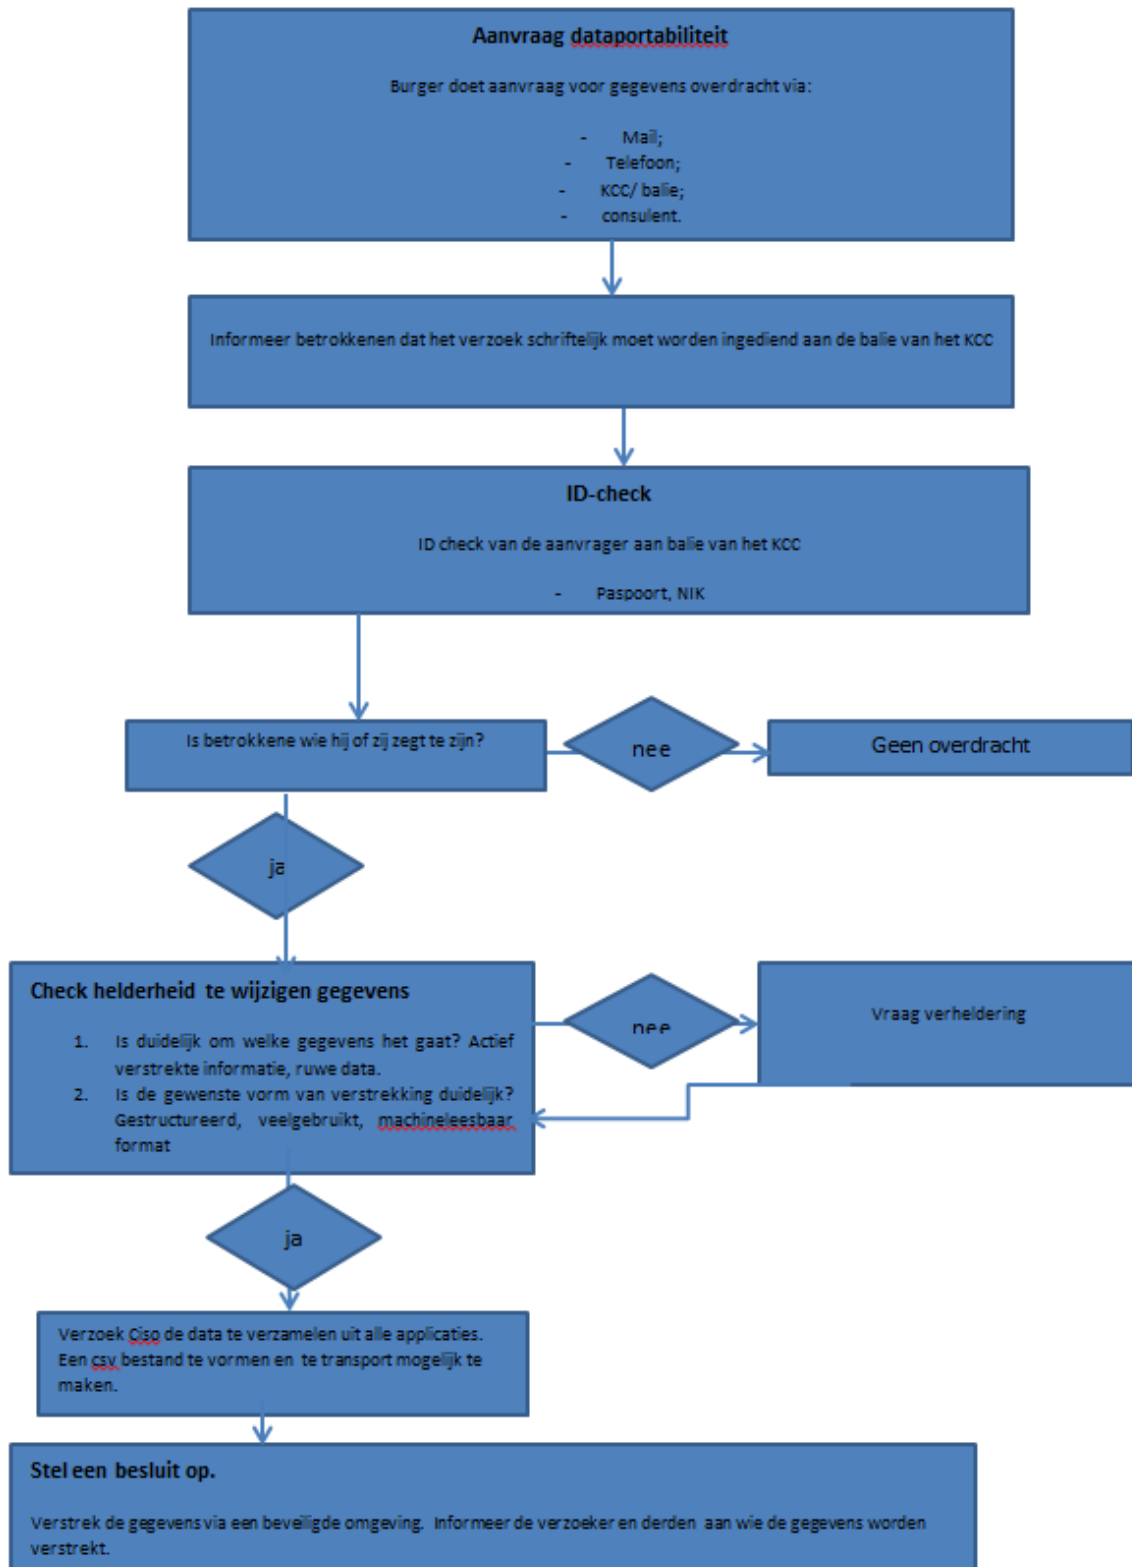 Aanvraag dataportabiliteit
Burger doet aanvraag voor gegevens overdracht via:
- Mail;
- Telefoon;
- KCC/ balie;
- consulent.
Informeer betrokkenen dat het verzoek schriftelijk moet worden ingediend aan de balie van het KCC
ID-check
ID check van de aanvrager aan balie van het KCC
- Paspoort, NIK
Is betrokkene wie hij of zij zegt te zijn?
nee
Geen overdracht
ja
Check helderheid te wijzigen gegevens
1. Is duidelijk om welke gegevens het gaat? Actief
verstrekte informatie, ruwe data.
2. Is de gewenste vorm van verstrekking duidelijk?
Gestructureerd, veelgebruikt, machineleesbaar
format
nee
Vraag verheldering
ja
Verzoek Ciso de data te verzamelen uit alle applicaties.
Een csv bestand te vormen en te transport mogelijk te
maken.
Stel een besluit op.
Verstrek de gegevens via een beveiligde omgeving. Informeer de verzoeker en derden aan wie de gegevens worden
verstrekt.